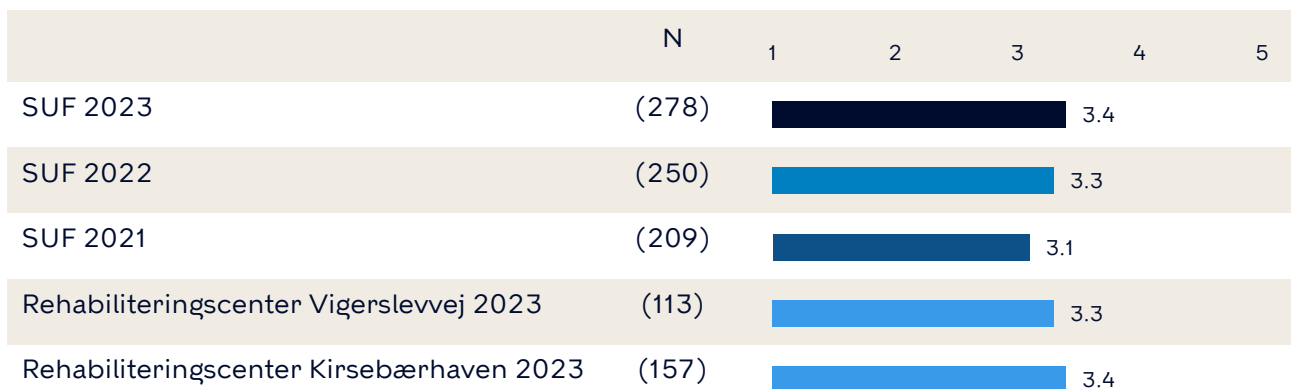 N 1 2 3 4 5
SUF 2023 (278) 3.4
SUF 2022 (250) 3.3
SUF 2021 (209) 3.1
Rehabiliteringscenter Vigerslevvej 2023 (113) 3.3
Rehabiliteringscenter Kirsebærhaven 2023 (157) 3.4